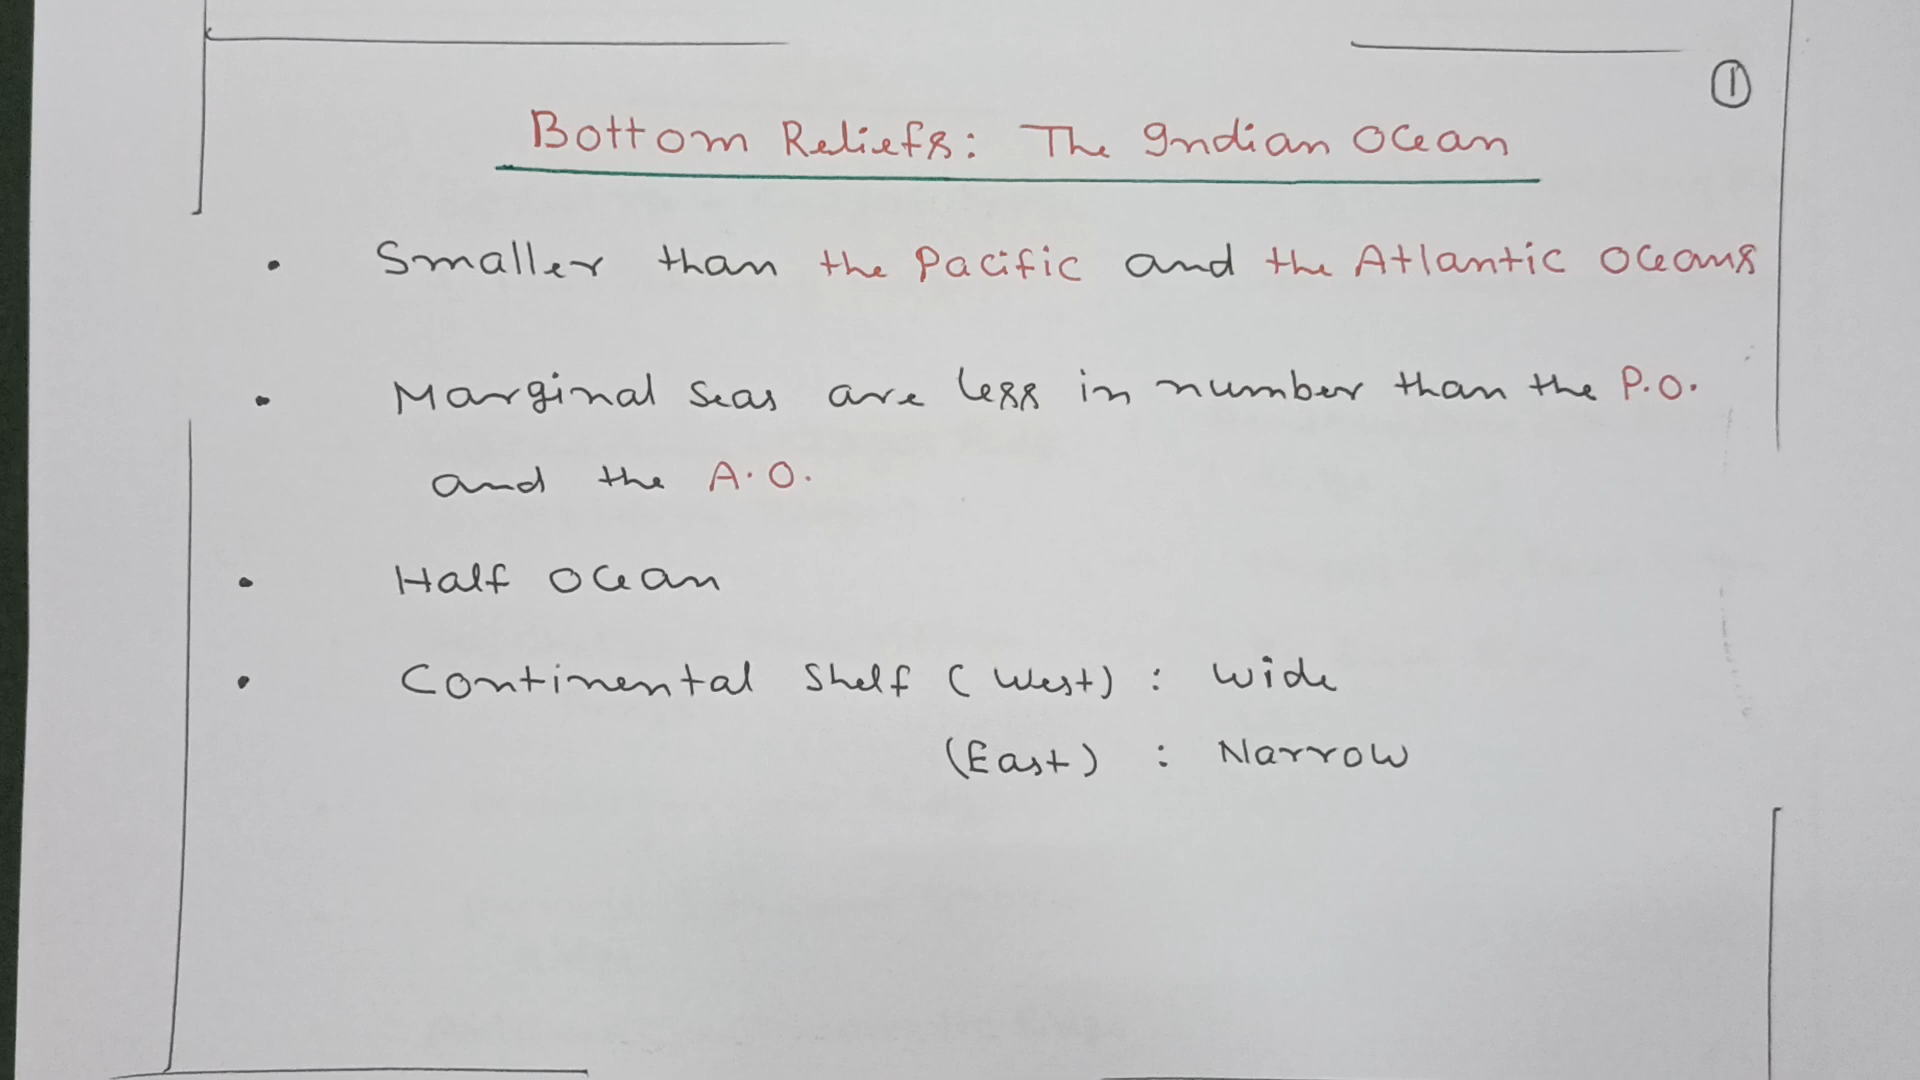 ①
Bottom Reliefs: The Indian Ocean
• Smaller than the Pacific and the Atlantic Oceans
• Marginal Seas are less in number than the P.O.
and the A.O.
• Half Ocean
• Continental Shelf (West) : Wide
(East) : Narrow